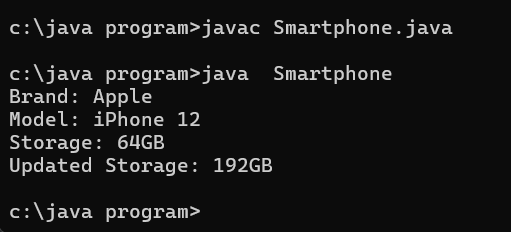 c:\java program>javac Smartphone.java
c:\java program>java  Smartphone
Brand: Apple
Model: iPhone 12
Storage: 64GB
Updated Storage: 192GB
c:\java program>